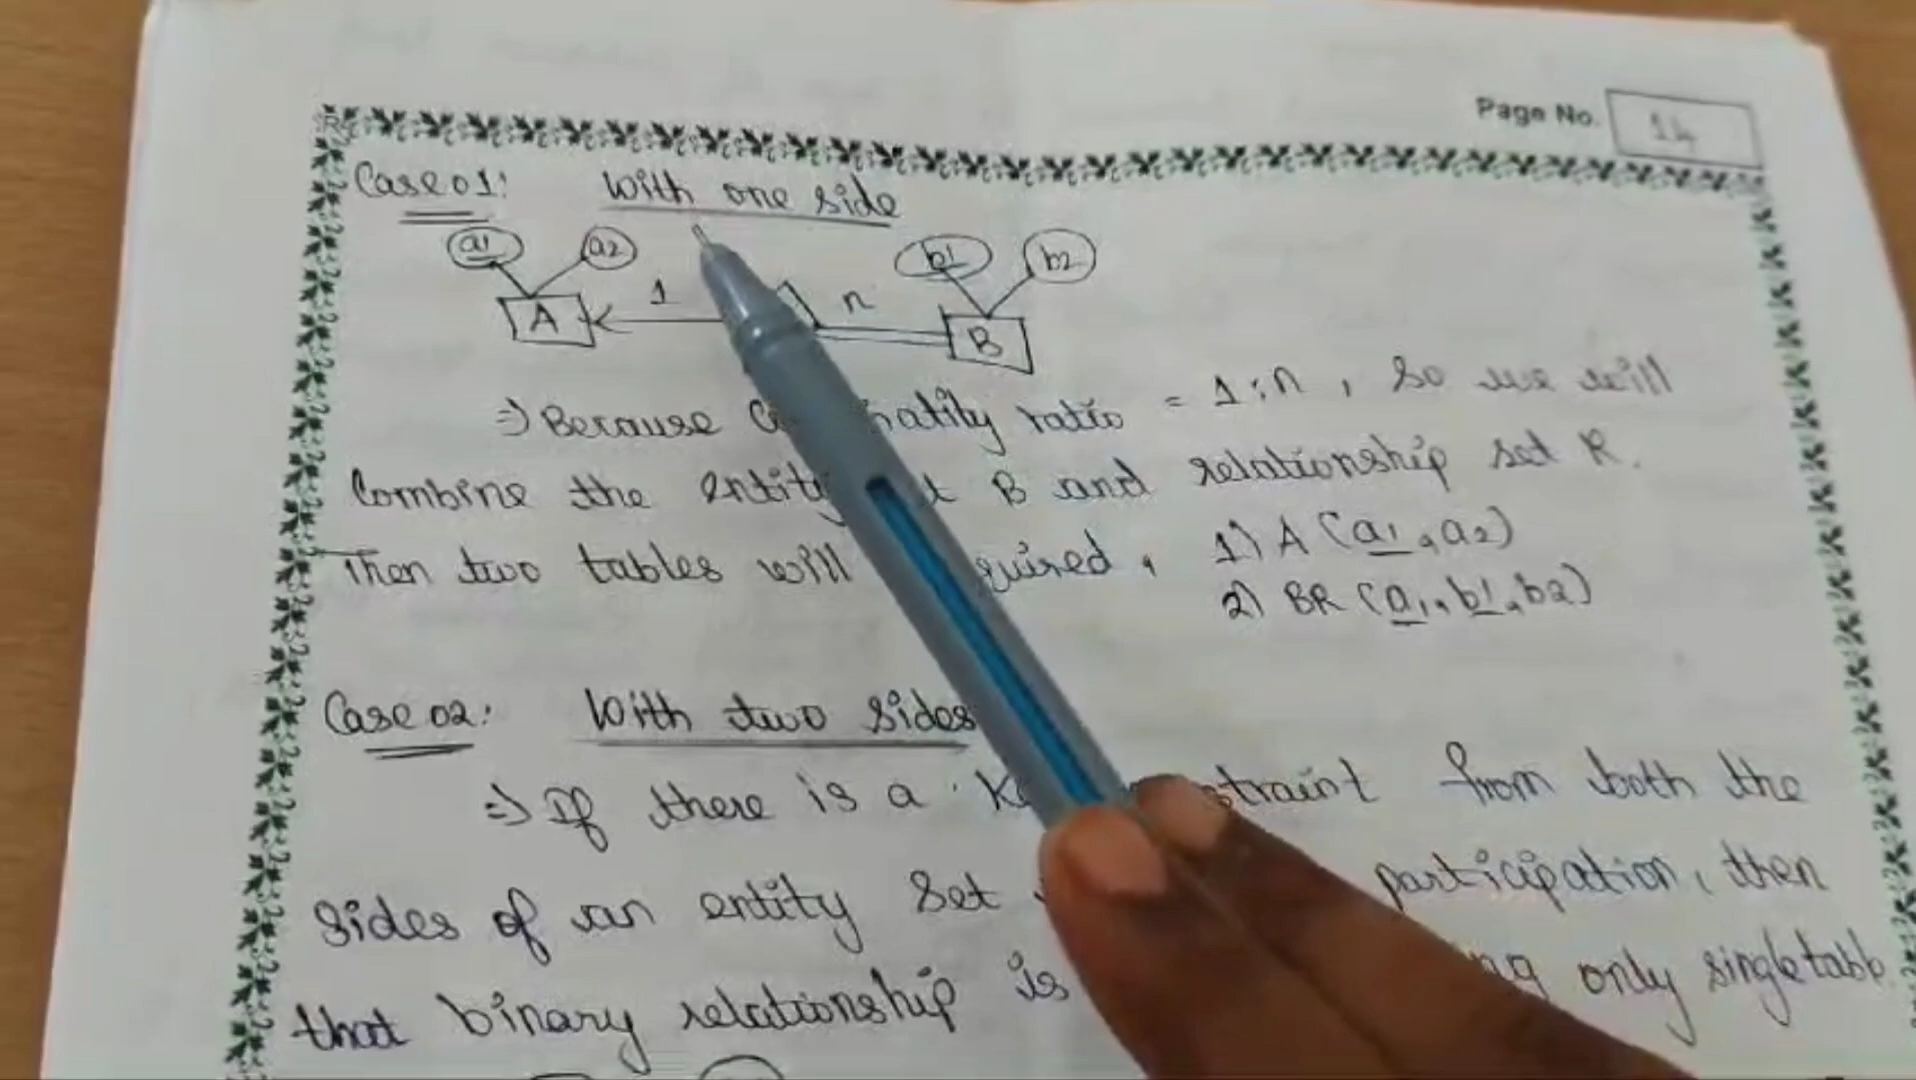 Page No. 14
Case 01: With one side
a1 a2 b1 b2
A 1 n B
=> Because ratio = 1:n, so we will
Combine the entity B and relationship set R.
Then two tables will , 1) A (a1, a2)
2) BR (a1, b1, b2)
Case 02: With two sides
=> If there is a from both the
sides of an entity set participation, then
that binary relationship is only single table